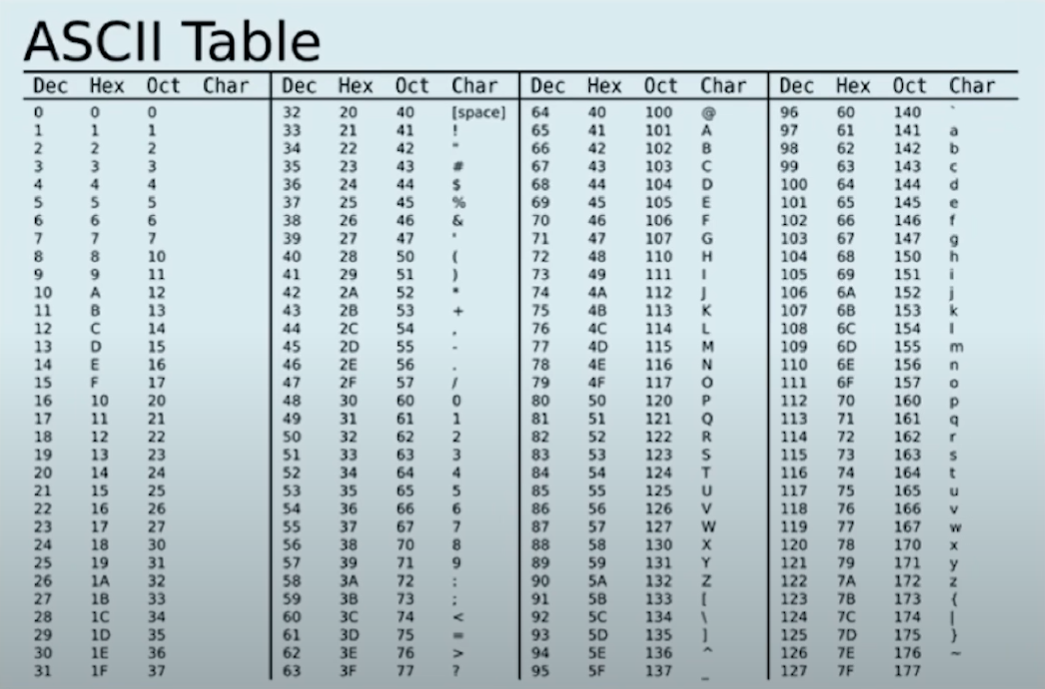 ASCII Table
Dec Hex Oct Char Dec Hex Oct Char Dec Hex Oct Char Dec Hex Oct Char
0 0 0 32 20 40 [space] 64 40 100 @ 96 60 140 `
1 1 1 33 21 41 ! 65 41 101 A 97 61 141 a
2 2 2 34 22 42 " 66 42 102 B 98 62 142 b
3 3 3 35 23 43 # 67 43 103 C 99 63 143 c
4 4 4 36 24 44 $ 68 44 104 D 100 64 144 d
5 5 5 37 25 45 % 69 45 105 E 101 65 145 e
6 6 6 38 26 46 & 70 46 106 F 102 66 146 f
7 7 7 39 27 47 ' 71 47 107 G 103 67 147 g
8 8 10 40 28 50 ( 72 48 110 H 104 68 150 h
9 9 11 41 29 51 ) 73 49 111 I 105 69 151 i
10 A 12 42 2A 52 * 74 4A 112 J 106 6A 152 j
11 B 13 43 2B 53 + 75 4B 113 K 107 6B 153 k
12 C 14 44 2C 54 , 76 4C 114 L 108 6C 154 l
13 D 15 45 2D 55 - 77 4D 115 M 109 6D 155 m
14 E 16 46 2E 56 . 78 4E 116 N 110 6E 156 n
15 F 17 47 2F 57 / 79 4F 117 O 111 6F 157 o
16 10 20 48 30 60 0 80 50 120 P 112 70 160 p
17 11 21 49 31 61 1 81 51 121 Q 113 71 161 q
18 12 22 50 32 62 2 82 52 122 R 114 72 162 r
19 13 23 51 33 63 3 83 53 123 S 115 73 163 s
20 14 24 52 34 64 4 84 54 124 T 116 74 164 t
21 15 25 53 35 65 5 85 55 125 U 117 75 165 u
22 16 26 54 36 66 6 86 56 126 V 118 76 166 v
23 17 27 55 37 67 7 87 57 127 W 119 77 167 w
24 18 30 56 38 70 8 88 58 130 X 120 78 170 x
25 19 31 57 39 71 9 89 59 131 Y 121 79 171 y
26 1A 32 58 3A 72 : 90 5A 132 Z 122 7A 172 z
27 1B 33 59 3B 73 ; 91 5B 133 [ 123 7B 173 {
28 1C 34 60 3C 74 < 92 5C 134 \ 124 7C 174 |
29 1D 35 61 3D 75 = 93 5D 135 ] 125 7D 175 }
30 1E 36 62 3E 76 > 94 5E 136 ^ 126 7E 176 ~
31 1F 37 63 3F 77 ? 95 5F 137 _ 127 7F 177